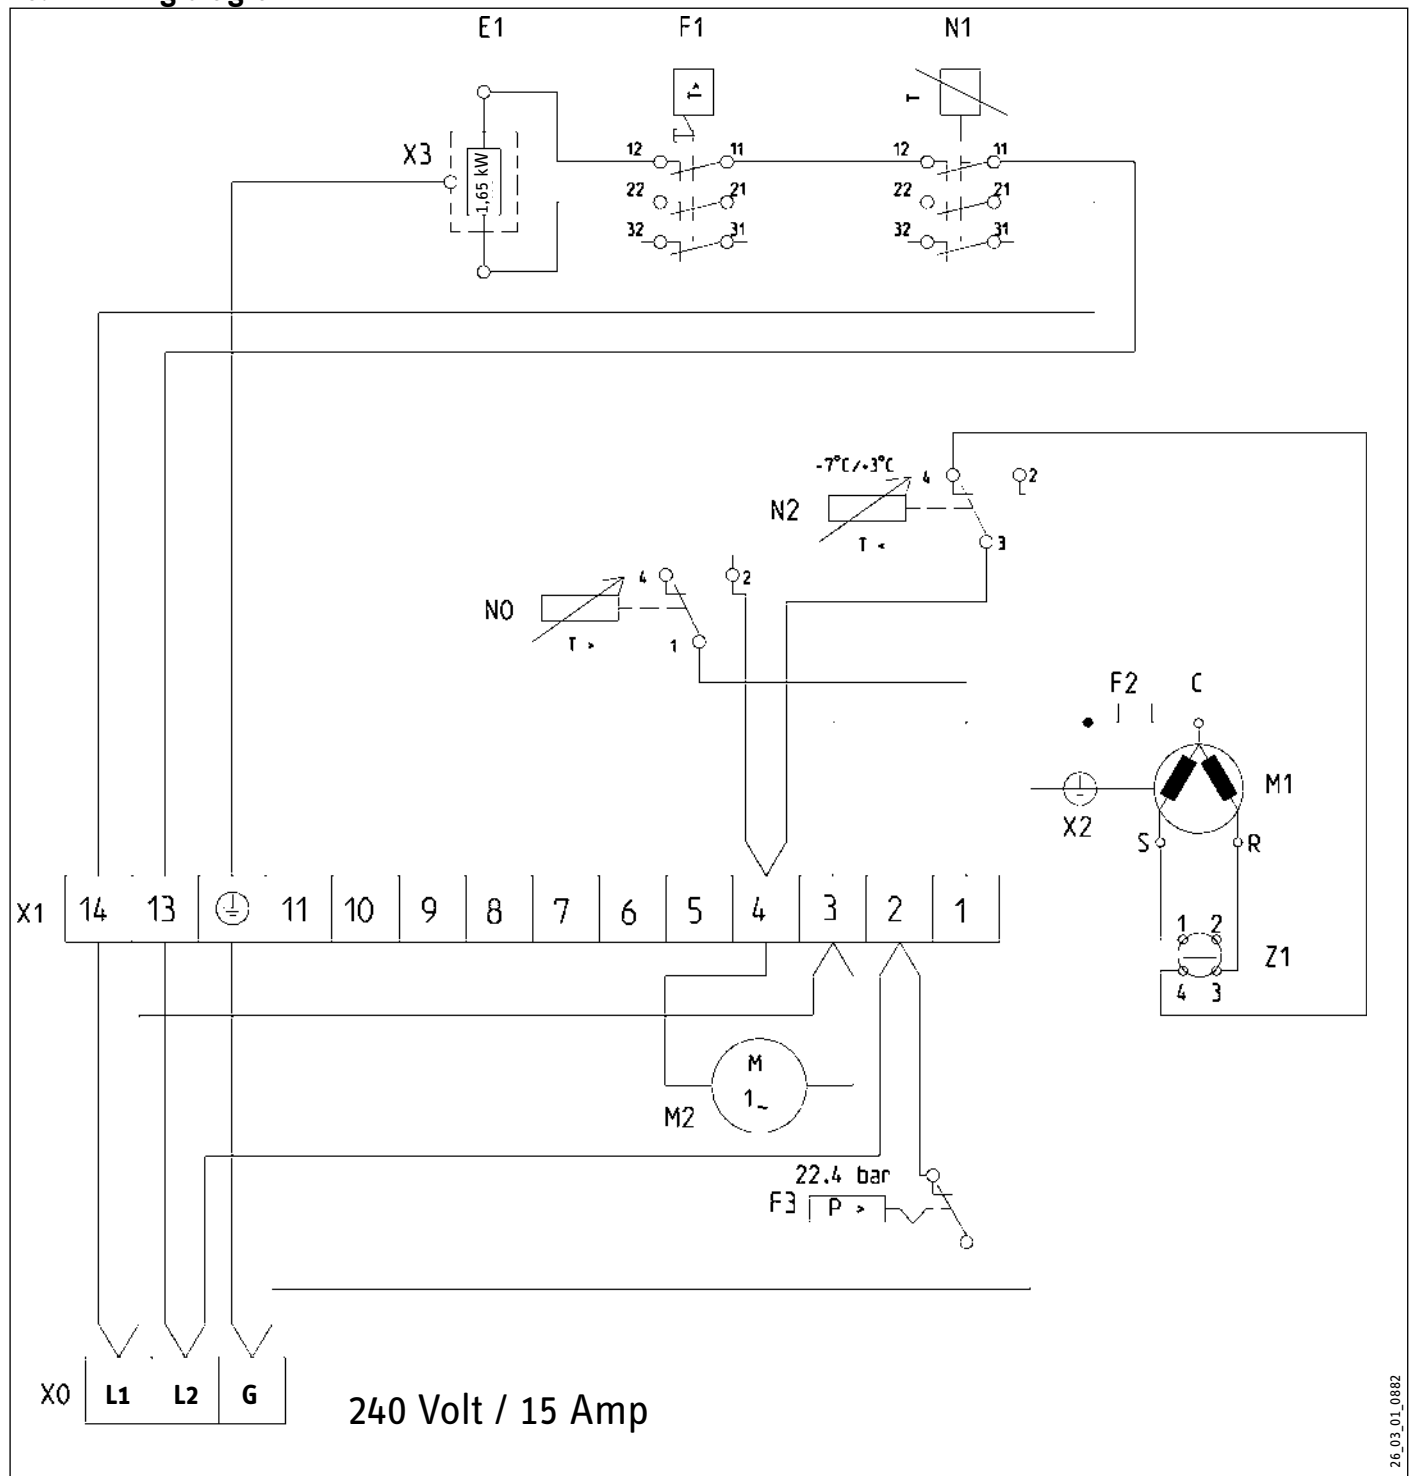 E1 F1 N1
T>
T
X3
1,65 kW
12 11 12 11
22 21 22 21
32 31 32 31
-7°C/+3°C
4 2
N2
T <
3
4 2
N0
1
T >
F2 C
M1
X2
S R
X1 14 13 11 10 9 8 7 6 5 4 3 2 1
1 2
Z1
4 3
M
1~
M2
22.4 bar
F3 P >
X0 L1 L2 G
240 Volt / 15 Amp
26_03_01_0882